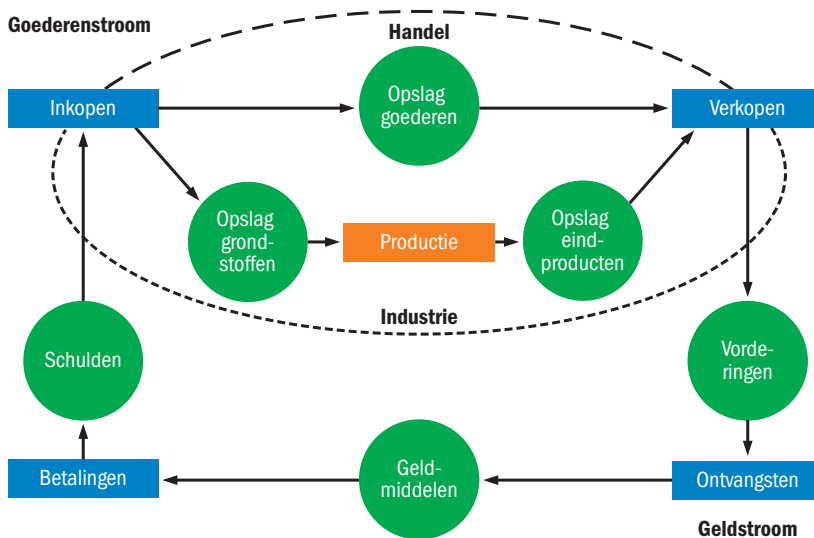 Goederenstroom
Handel
Inkopen
Opslag
goederen
Verkopen
Opslag
grond-
stoffen
Productie
Opslag
eind-
producten
Industrie
Schulden
Vorde-
ringen
Betalingen
Geld-
middelen
Ontvangsten
Geldstroom